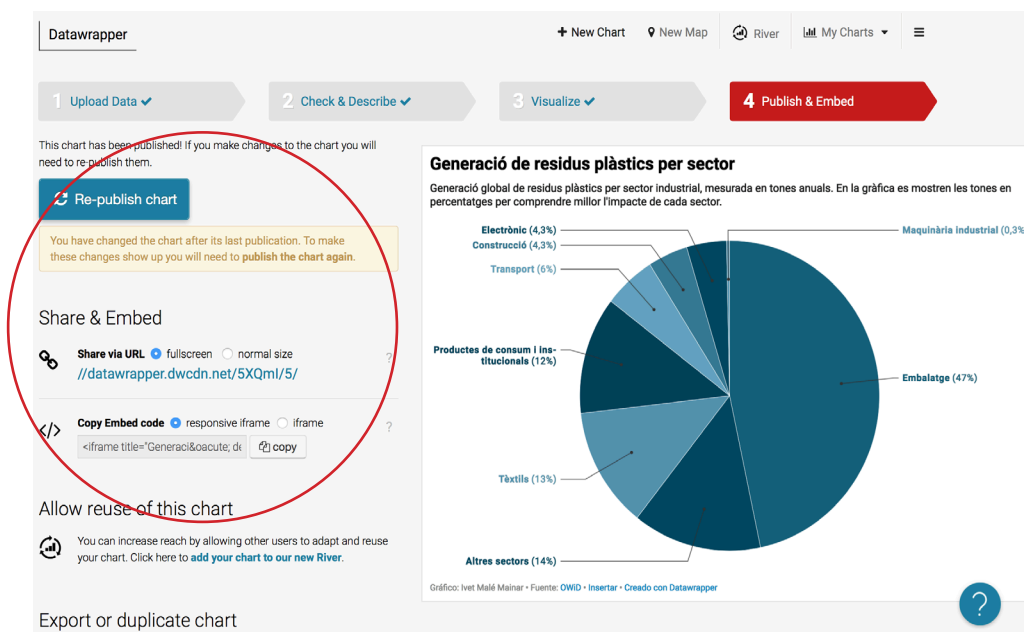 Datawrapper
+ New Chart New Map River My Charts
1 Upload Data
2 Check & Describe
3 Visualize
4 Publish & Embed
This chart has been published! If you make changes to the chart you will
need to re-publish them.
Re-publish chart
You have changed the chart after its last publication. To make
these changes show up you will need to publish the chart again.
Share & Embed
Share via URL fullscreen normal size ?
//datawrapper.dwcdn.net/5XQmI/5/
</> Copy Embed code responsive iframe iframe ?
<iframe title="Generaci&oacute; de copy
Allow reuse of this chart
You can increase reach by allowing other users to adapt and reuse
your chart. Click here to add your chart to our new River.
Export or duplicate chart
Generació de residus plàstics per sector
Generació global de residus plàstics per sector industrial, mesurada en tones anuals. En la gràfica es mostren les tones en
percentatges per comprendre millor l'impacte de cada sector.
Electrònic (4,3%)
Maquinària industrial (0,3%
Construcció (4,3%)
Transport (6%)
Productes de consum i ins-
titucionals (12%)
Embalatge (47%)
Tèxtils (13%)
Altres sectors (14%)
Gráfico: Ivet Malé Mainar • Fuente: OWiD • Insertar • Creado con Datawrapper
?